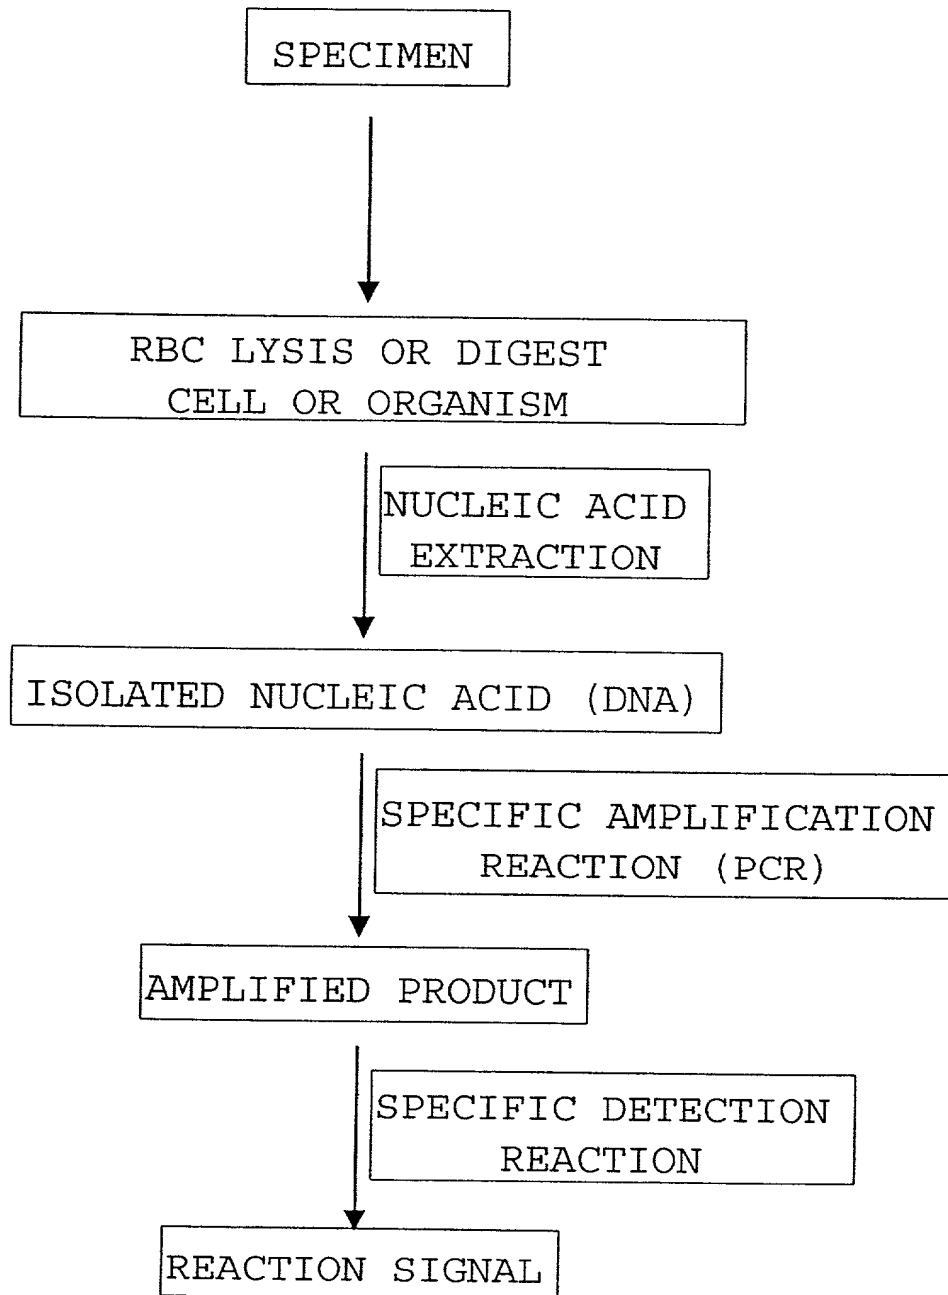 SPECIMEN
RBC LYSIS OR DIGEST
CELL OR ORGANISM
NUCLEIC ACID
EXTRACTION
ISOLATED NUCLEIC ACID (DNA)
SPECIFIC AMPLIFICATION
REACTION (PCR)
AMPLIFIED PRODUCT
SPECIFIC DETECTION
REACTION
REACTION SIGNAL